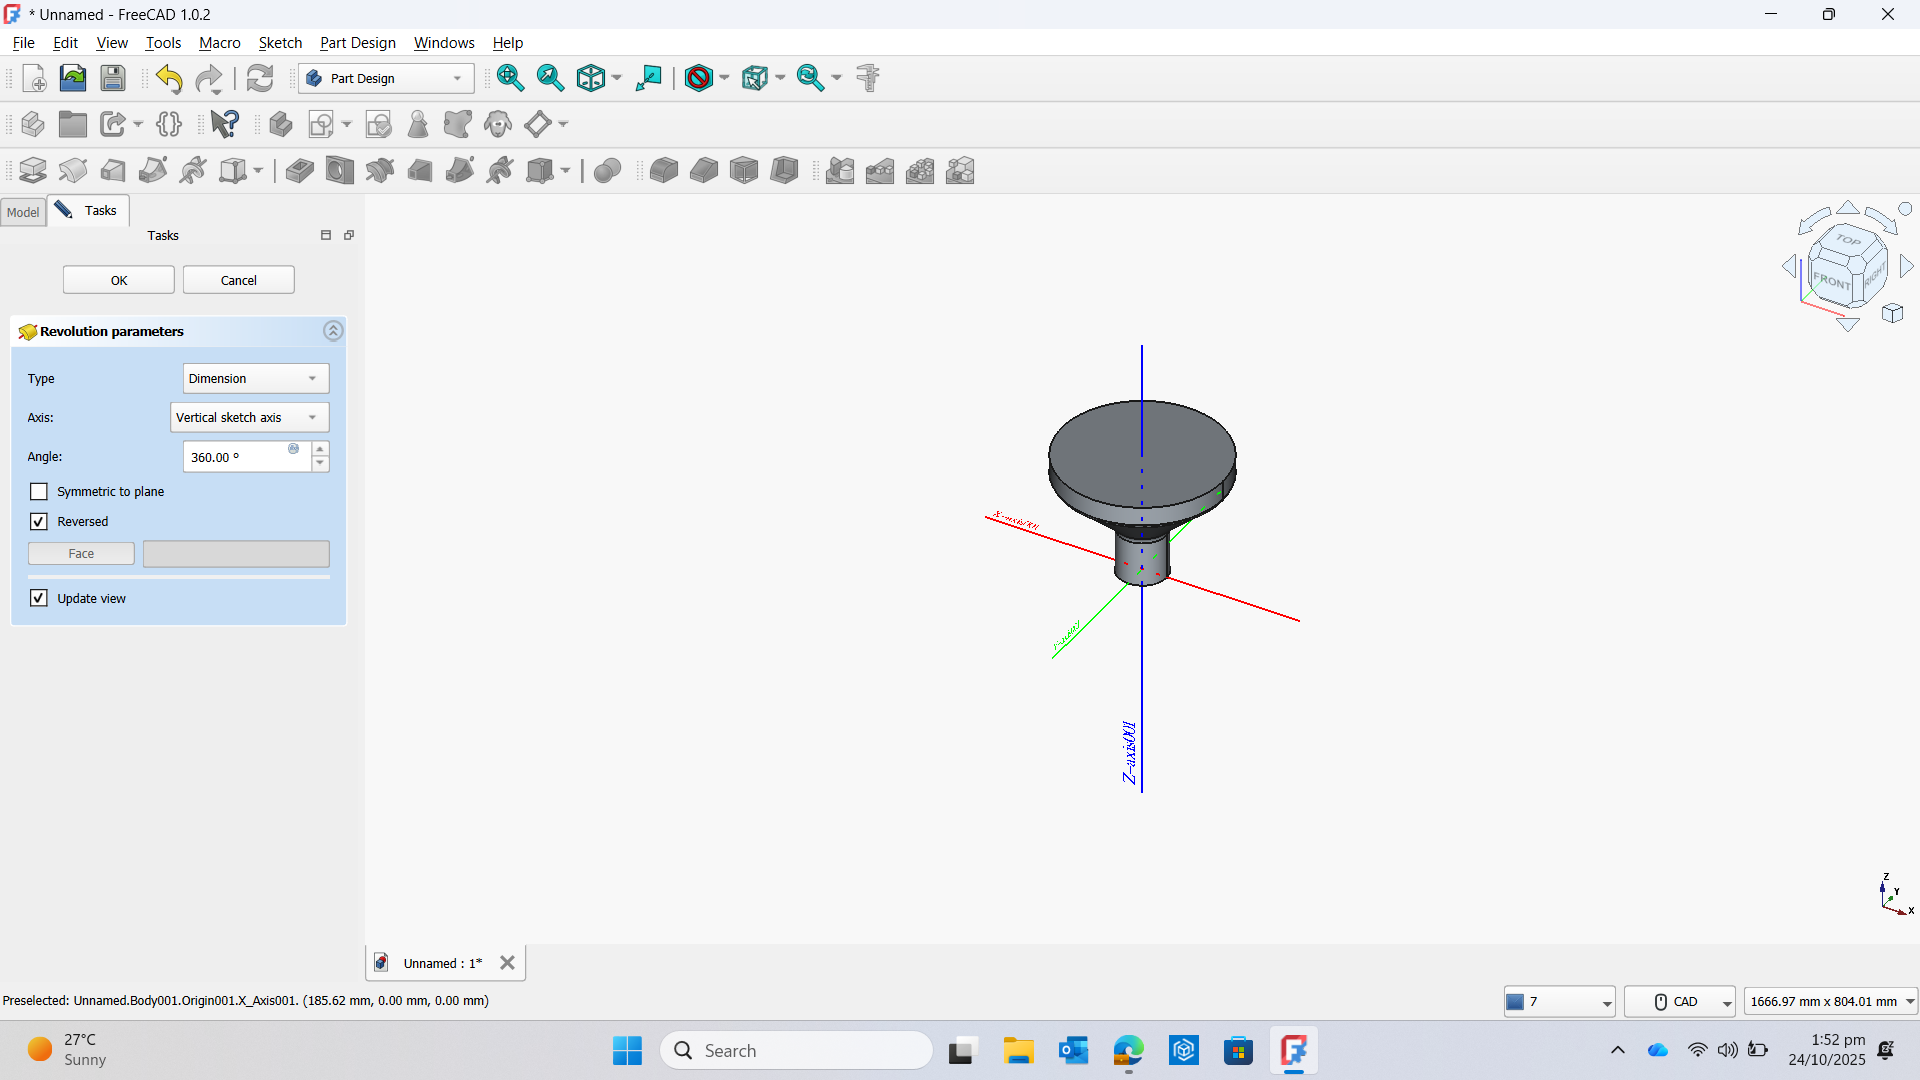 * Unnamed - FreeCAD 1.0.2
File Edit View Tools Macro Sketch Part Design Windows Help
Part Design
Model Tasks
Tasks
OK Cancel
Revolution parameters
Type Dimension
Axis: Vertical sketch axis
Angle: 360.00 °
Symmetric to plane
Reversed
Face
Update view
TOP
FRONT RIGHT
Z-axis001
Z
Y
X
Unnamed : 1*
Preselected: Unnamed.Body001.Origin001.X_Axis001. (185.62 mm, 0.00 mm, 0.00 mm)
7 CAD 1666.97 mm x 804.01 mm
27°C
Sunny
Search
1:52 pm
24/10/2025